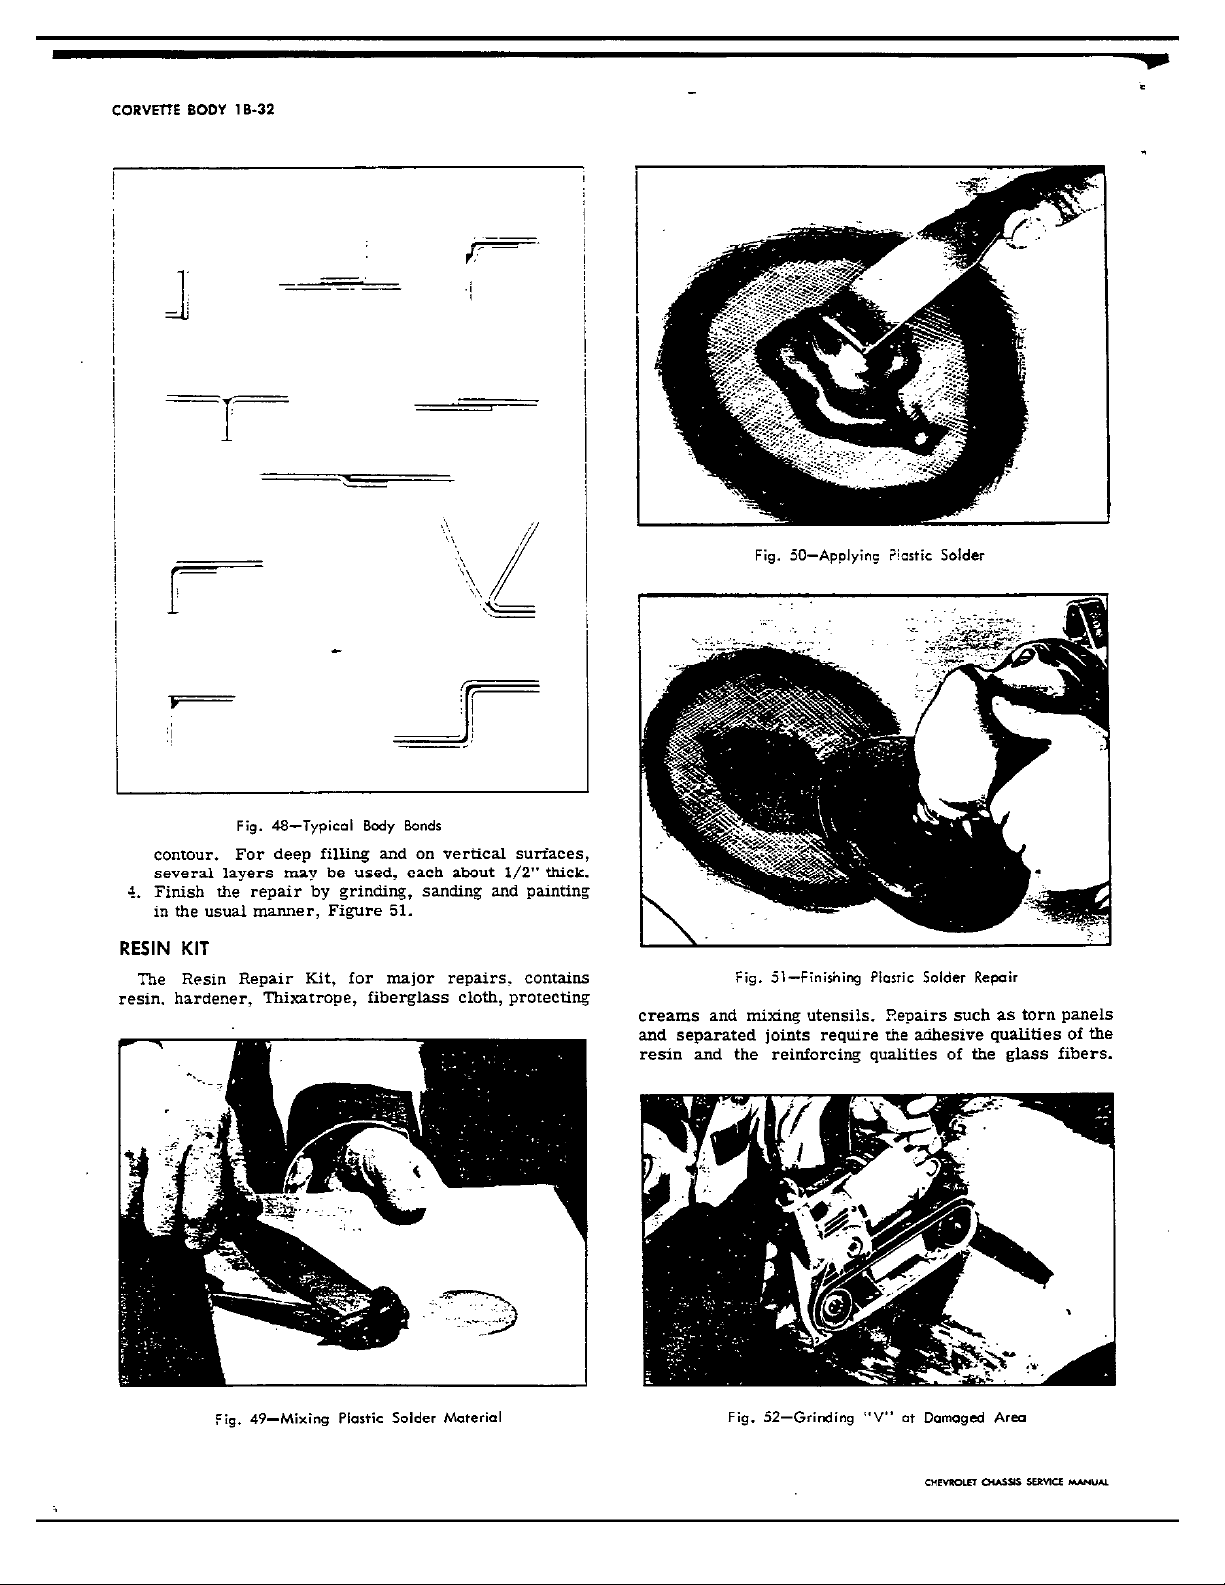 CORVETTE BODY 1B-32
Fig. 48—Typical Body Bonds
contour. For deep filling and on vertical surfaces,
several layers may be used, each about 1/2" thick.
4. Finish the repair by grinding, sanding and painting
in the usual manner, Figure 51.
RESIN KIT
The Resin Repair Kit, for major repairs, contains
resin, hardener, Thixatrope, fiberglass cloth, protecting
Fig. 49—Mixing Plastic Solder Material
Fig. 50—Applying Plastic Solder
Fig. 51—Finishing Plastic Solder Repair
creams and mixing utensils. Repairs such as torn panels
and separated joints require the adhesive qualities of the
resin and the reinforcing qualities of the glass fibers.
Fig. 52—Grinding "V" at Damaged Area
CHEVROLET CHASSIS SERVICE MANUAL